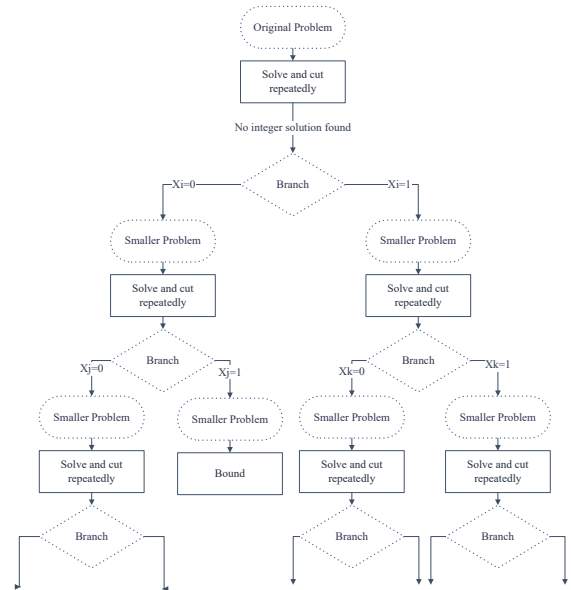 Original Problem
Solve and cut
repeatedly
No integer solution found
Xi=0
Branch
Xi=1
Smaller Problem
Smaller Problem
Solve and cut
repeatedly
Solve and cut
repeatedly
Branch
Branch
Xj=0
Xj=1
Xk=0
Xk=1
Smaller Problem
Smaller Problem
Smaller Problem
Smaller Problem
Solve and cut
repeatedly
Bound
Solve and cut
repeatedly
Solve and cut
repeatedly
Branch
Branch
Branch